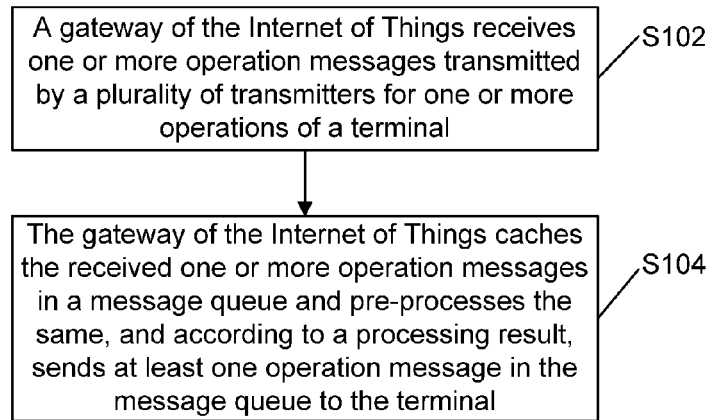 A gateway of the Internet of Things receives
one or more operation messages transmitted
by a plurality of transmitters for one or more
operations of a terminal
S102
The gateway of the Internet of Things caches
the received one or more operation messages
in a message queue and pre-processes the
same, and according to a processing result,
sends at least one operation message in the
message queue to the terminal
S104